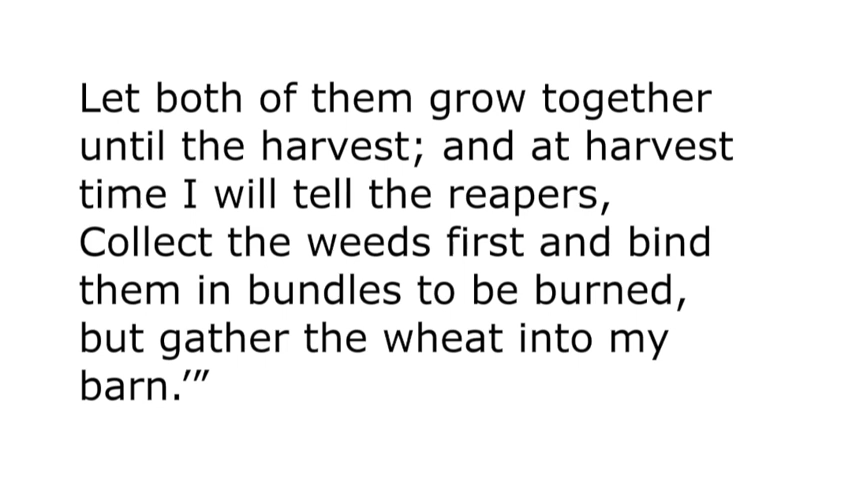 Let both of them grow together
until the harvest; and at harvest
time I will tell the reapers,
Collect the weeds first and bind
them in bundles to be burned,
but gather the wheat into my
barn.’”